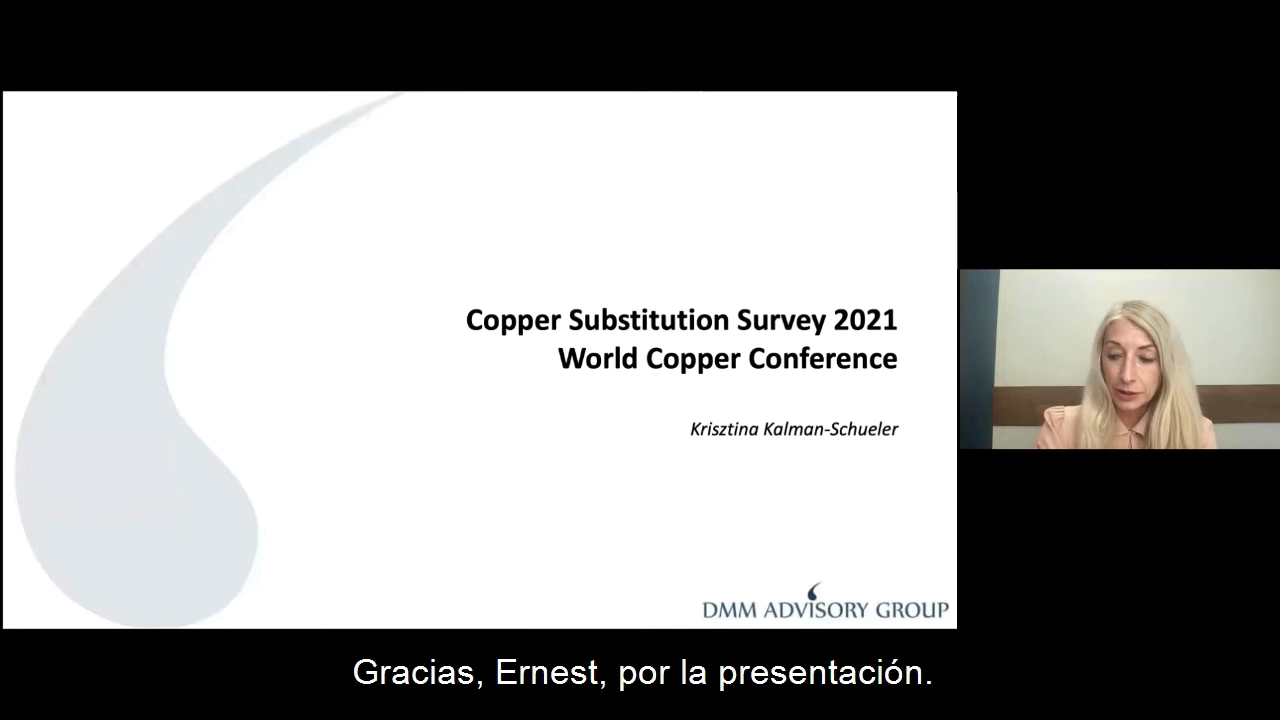 Copper Substitution Survey 2021
World Copper Conference
Krisztina Kalman-Schueler
DMM ADVISORY GROUP
Gracias, Ernest, por la presentación.